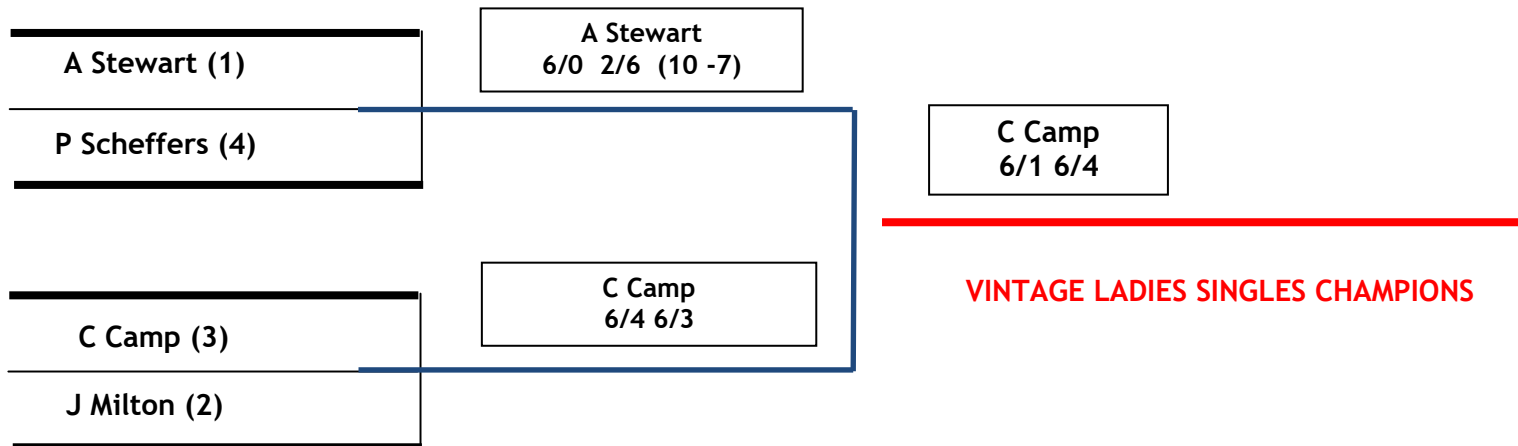 A Stewart (1)
P Scheffers (4)
A Stewart
6/0 2/6 (10 -7)
C Camp (3)
J Milton (2)
C Camp
6/4 6/3
C Camp
6/1 6/4
VINTAGE LADIES SINGLES CHAMPIONS